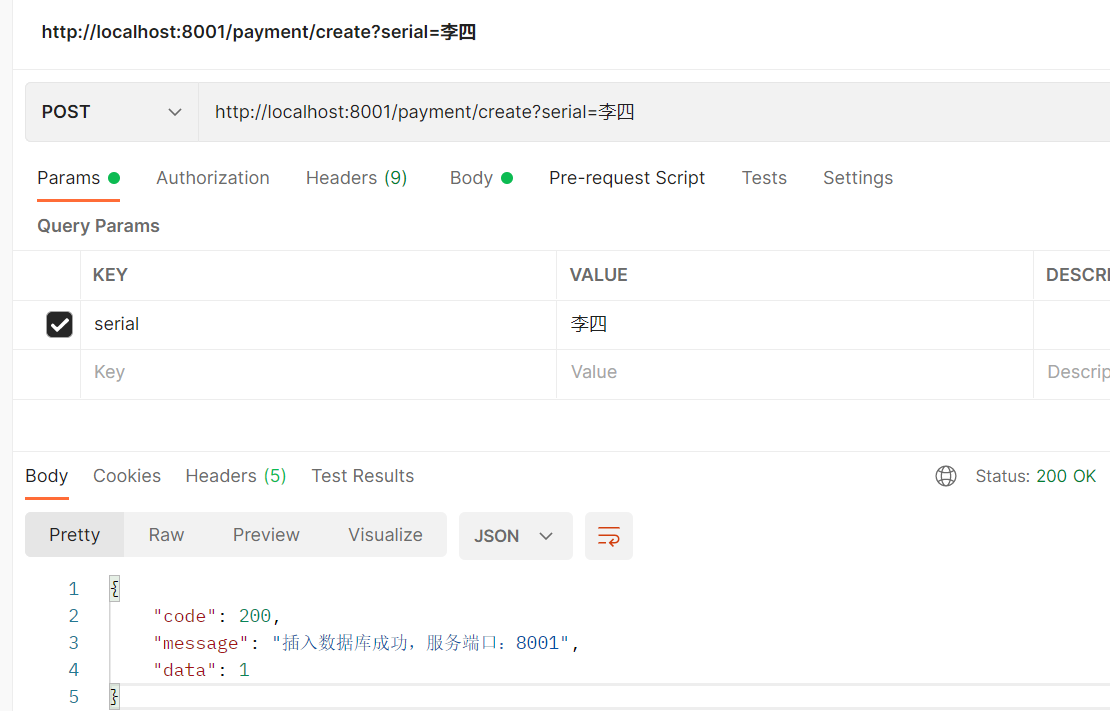 http://localhost:8001/payment/create?serial=李四
POST http://localhost:8001/payment/create?serial=李四
Params Authorization Headers (9) Body Pre-request Script Tests Settings
Query Params
KEY VALUE DESCRI
serial 李四
Key Value Descrip
Body Cookies Headers (5) Test Results Status: 200 OK
Pretty Raw Preview Visualize JSON
1 {
2 "code": 200,
3 "message": "插入数据库成功，服务端口：8001",
4 "data": 1
5 }